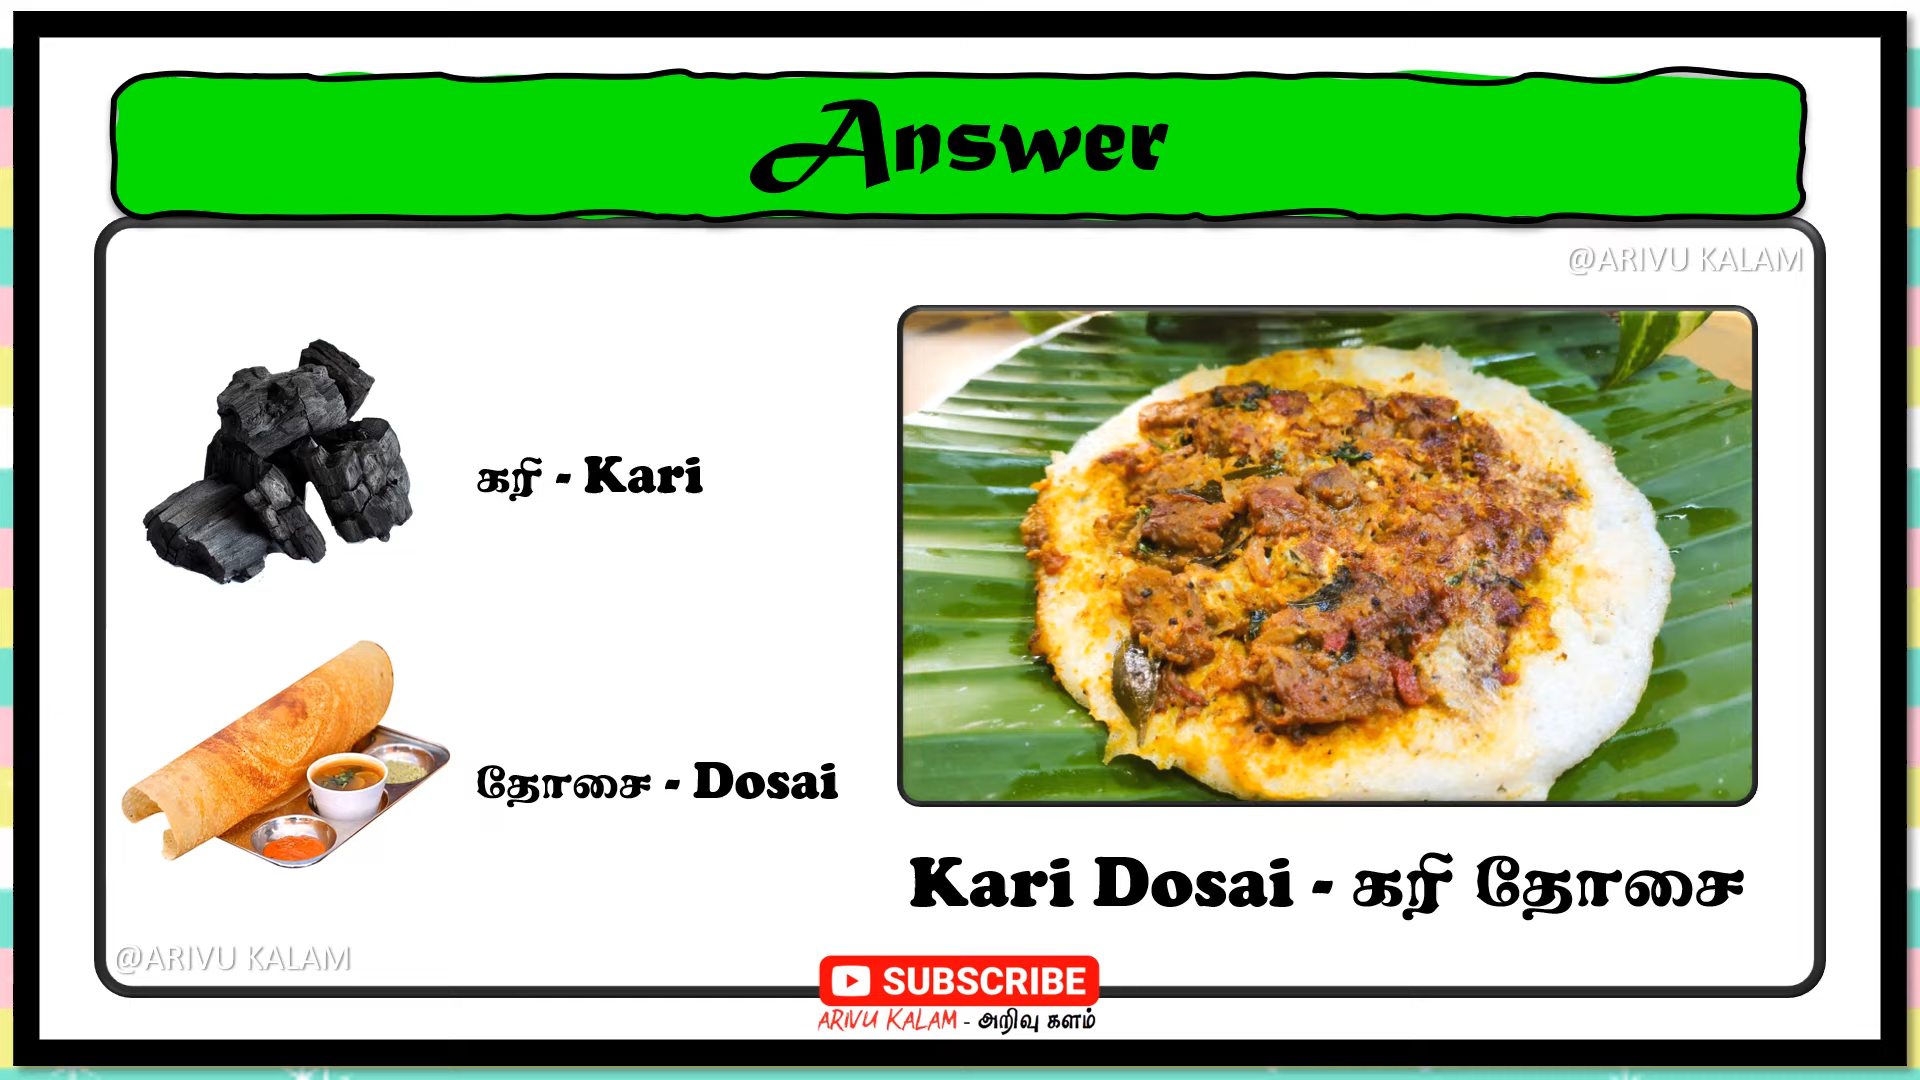 Answer
@ARIVU KALAM
கரி - Kari
தோசை - Dosai
Kari Dosai - கரி தோசை
@ARIVU KALAM
SUBSCRIBE
ARIVU KALAM - அறிவு களம்